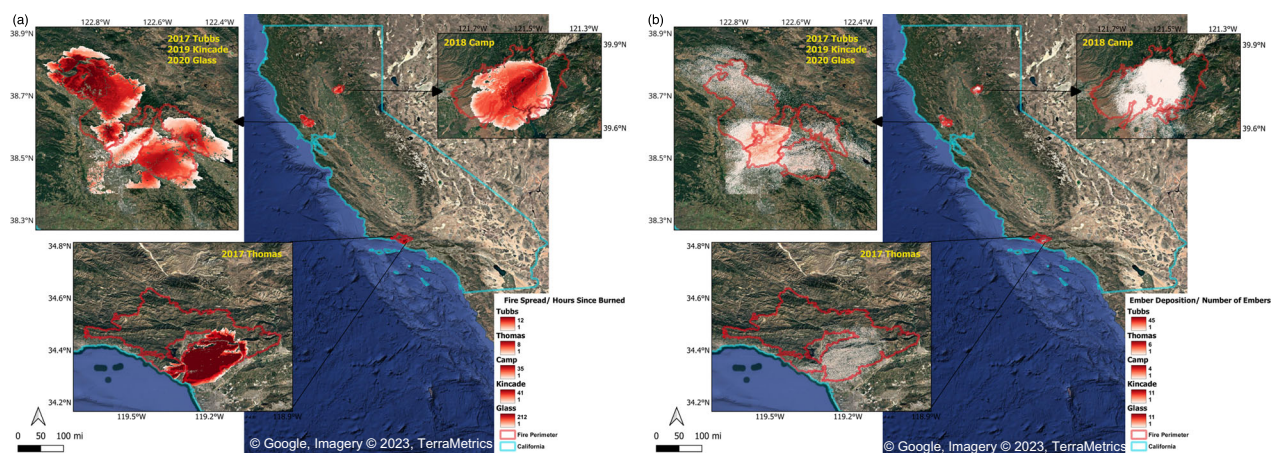 (a)
122.8°W 122.6°W 122.4°W
38.9°N
38.7°N
38.5°N
38.3°N
2017 Tubbs
2019 Kincade
2020 Glass
121.7°W 121.3°W
2018 Camp
39.9°N
39.6°N
34.8°N
34.6°N
34.4°N
34.2°N
2017 Thomas
119.5°W 119.2°W 118.9°W
Fire Spread/ Hours Since Burned
Tubbs
12
1
Thomas
8
1
Camp
35
1
Kincade
41
1
Glass
212
1
Fire Perimeter
California
0 50 100 mi
© Google, Imagery © 2023, TerraMetrics
(b)
122.8°W 122.6°W 122.4°W
38.9°N
38.7°N
38.5°N
38.3°N
2017 Tubbs
2019 Kincade
2020 Glass
121.7°W 121.3°W
2018 Camp
39.9°N
39.6°N
34.8°N
34.6°N
34.4°N
34.2°N
2017 Thomas
119.5°W 119.2°W 118.9°W
Ember Deposition/ Number of Embers
Tubbs
45
1
Thomas
6
1
Camp
4
1
Kincade
11
1
Glass
11
1
Fire Perimeter
California
0 50 100 mi
© Google, Imagery © 2023, TerraMetrics